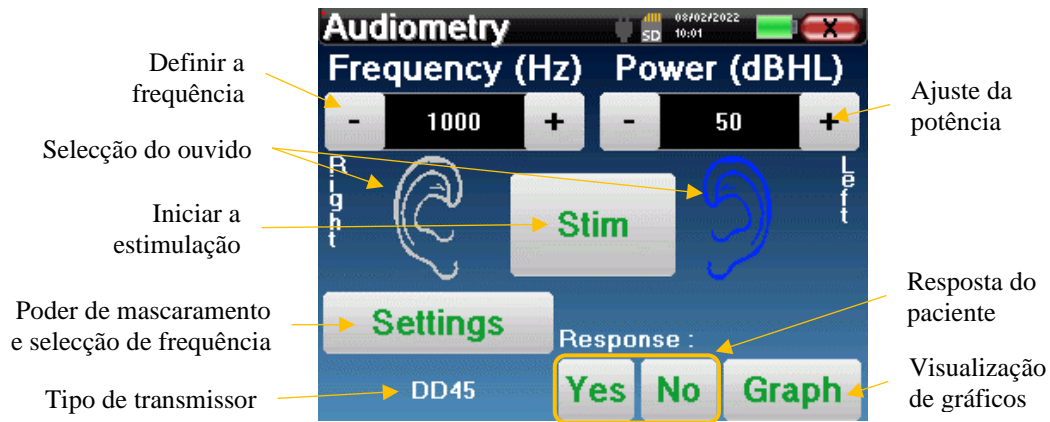 Audiometry
SD
08/02/2022
10:01
X
Frequency (Hz)
Power (dBHL)
- 1000 +
- 50 +
Right
Left
Stim
Settings
Response :
DD45
Yes
No
Graph
Definir a
frequência
Selecção do ouvido
Iniciar a
estimulação
Poder de mascaramento
e selecção de frequência
Tipo de transmissor
Ajuste da
potência
Resposta do
paciente
Visualização
de gráficos